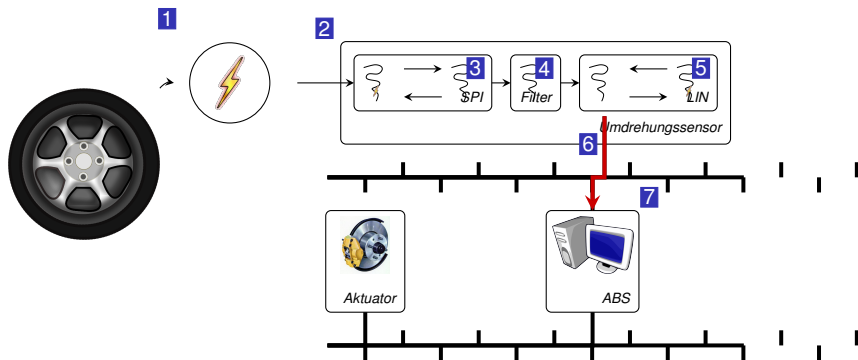 1
2
3
4
5
SPI
Filter
LIN
Umdrehungssensor
6
7
Aktuator
ABS